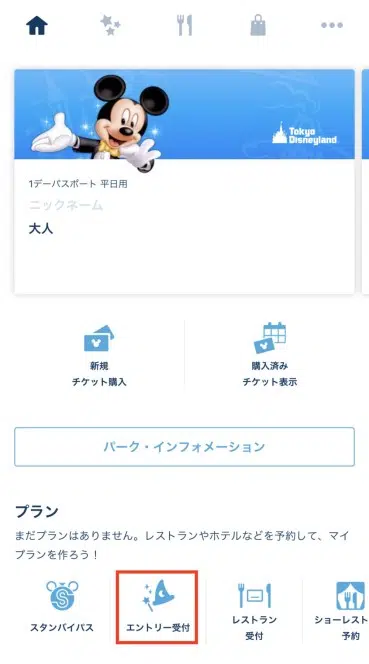 Tokyo
Disneyland
1デーパスポート 平日用
ニックネーム
大人
新規
チケット購入
購入済み
チケット表示
パーク・インフォメーション
プラン
まだプランはありません。レストランやホテルなどを予約して、マイ
プランを作ろう！
スタンバイパス
エントリー受付
レストラン
受付
ショーレスト
予約